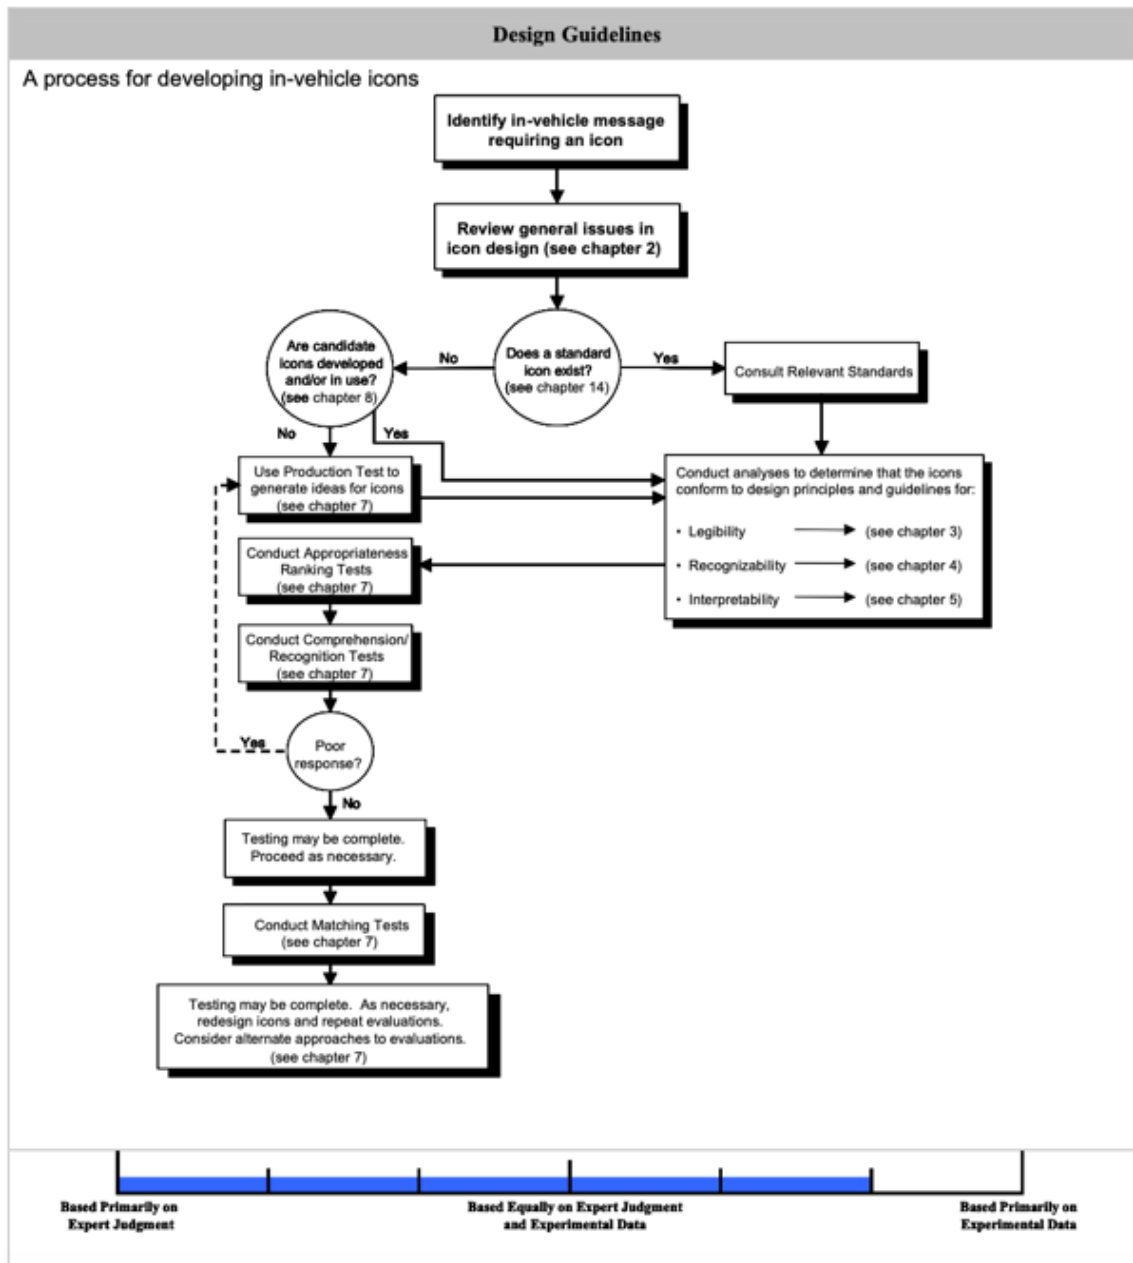 Design Guidelines
A process for developing in-vehicle icons
Identify in-vehicle message
requiring an icon
Review general issues in
icon design (see chapter 2)
Are candidate
icons developed
and/or in use?
(see chapter 8)
No
Does a standard
icon exist?
(see chapter 14)
Yes
Consult Relevant Standards
No
Yes
Use Production Test to
generate ideas for icons
(see chapter 7)
Conduct analyses to determine that the icons
conform to design principles and guidelines for:
• Legibility (see chapter 3)
• Recognizability (see chapter 4)
• Interpretability (see chapter 5)
Conduct Appropriateness
Ranking Tests
(see chapter 7)
Conduct Comprehension/
Recognition Tests
(see chapter 7)
Yes
Poor
response?
No
Testing may be complete.
Proceed as necessary.
Conduct Matching Tests
(see chapter 7)
Testing may be complete. As necessary,
redesign icons and repeat evaluations.
Consider alternate approaches to evaluations.
(see chapter 7)
Based Primarily on
Expert Judgment
Based Equally on Expert Judgment
and Experimental Data
Based Primarily on
Experimental Data